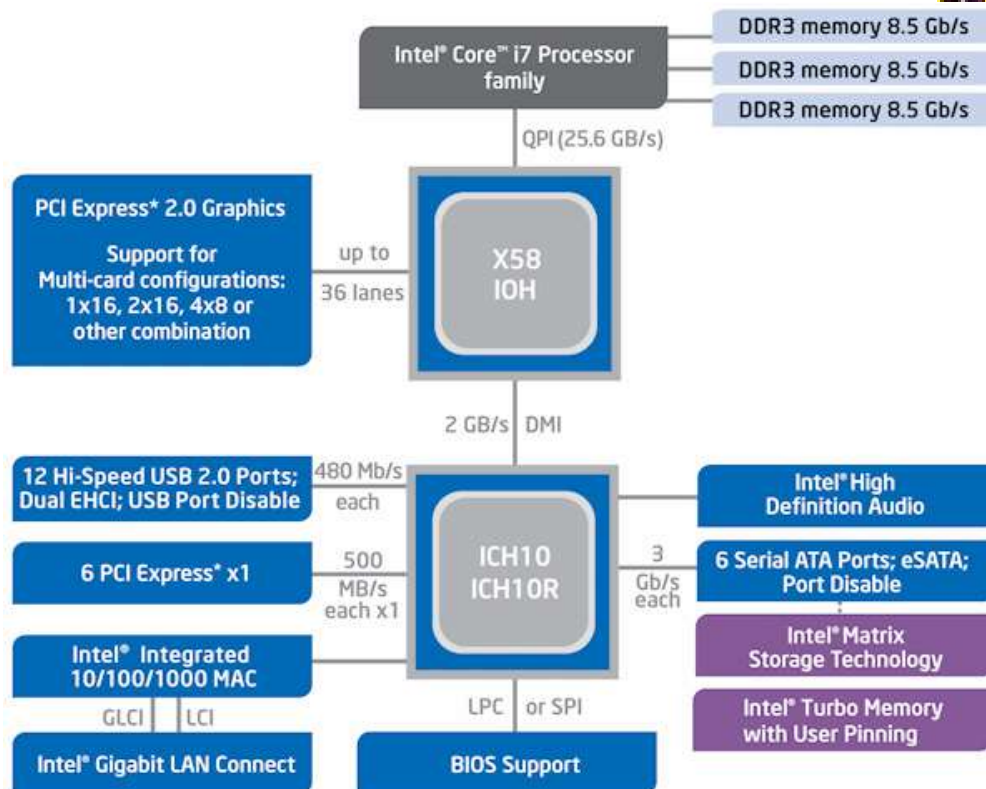 DDR3 memory 8.5 Gb/s
Intel® Core™ i7 Processor
family
DDR3 memory 8.5 Gb/s
DDR3 memory 8.5 Gb/s
QPI (25.6 GB/s)
PCI Express* 2.0 Graphics
Support for
Multi-card configurations:
1x16, 2x16, 4x8 or
other combination
up to
36 lanes
X58
IOH
2 GB/s DMI
12 Hi-Speed USB 2.0 Ports;
Dual EHCI; USB Port Disable
480 Mb/s
each
Intel® High
Definition Audio
6 PCI Express* x1
500
MB/s
each x1
ICH10
ICH10R
3
Gb/s
each
6 Serial ATA Ports; eSATA;
Port Disable
Intel® Matrix
Storage Technology
Intel® Integrated
10/100/1000 MAC
GLCI
LCI
LPC or SPI
Intel® Turbo Memory
with User Pinning
Intel® Gigabit LAN Connect
BIOS Support